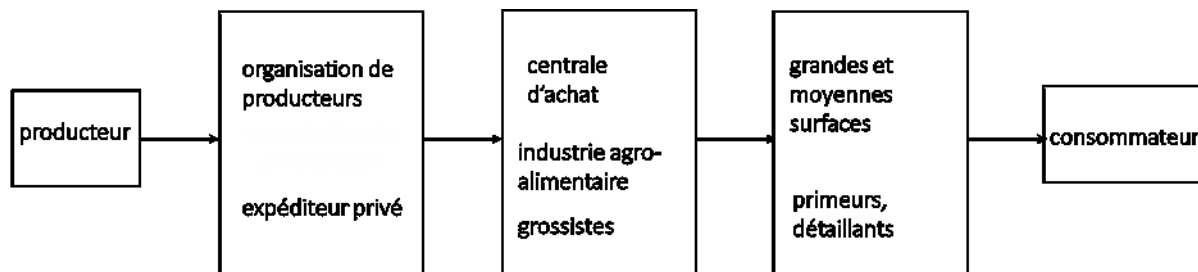 producteur
organisation de
producteurs
expéditeur privé
centrale
d'achat
industrie agro-
alimentaire
grossistes
grandes et
moyennes
surfaces
primeurs,
détaillants
consommateur